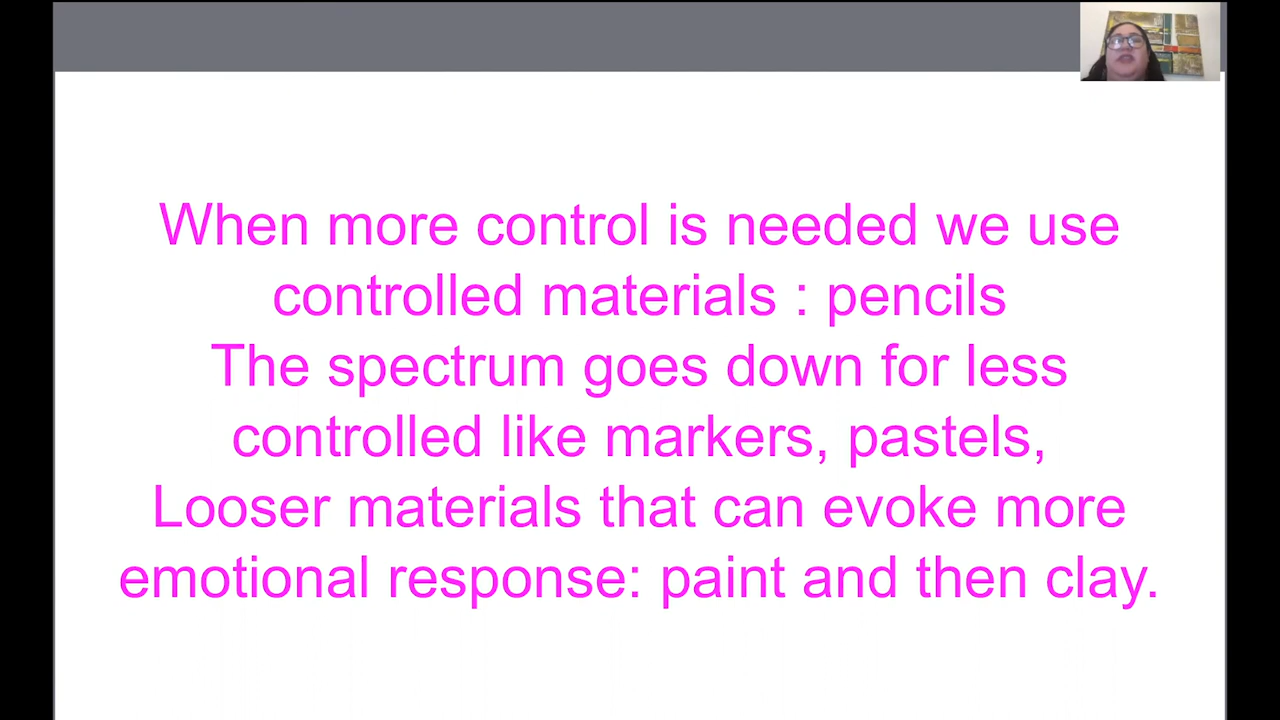 When more control is needed we use
controlled materials : pencils
The spectrum goes down for less
controlled like markers, pastels,
Looser materials that can evoke more
emotional response: paint and then clay.